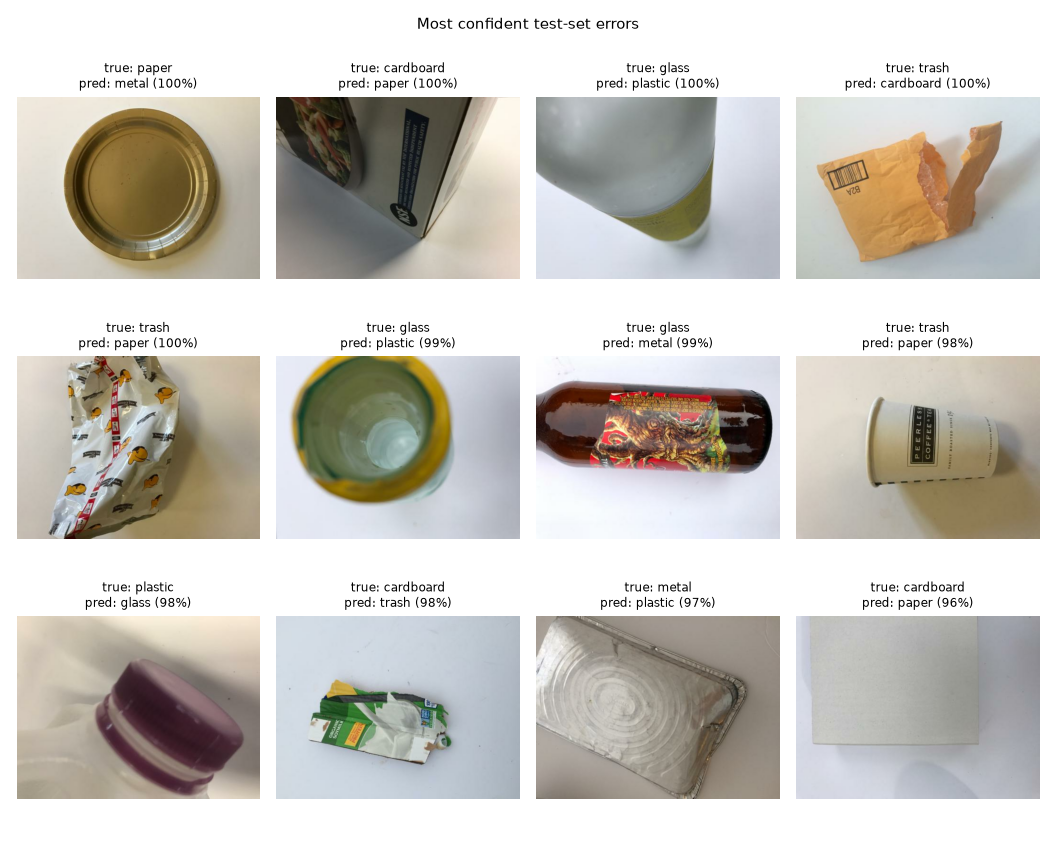 Most confident test-set errors
true: paper
pred: metal (100%)
true: cardboard
pred: paper (100%)
true: glass
pred: plastic (100%)
true: trash
pred: cardboard (100%)
B2A
true: trash
pred: paper (100%)
true: glass
pred: plastic (99%)
true: glass
pred: metal (99%)
true: trash
pred: paper (98%)
PEERLESS
COFFEE
true: plastic
pred: glass (98%)
true: cardboard
pred: trash (98%)
true: metal
pred: plastic (97%)
true: cardboard
pred: paper (96%)